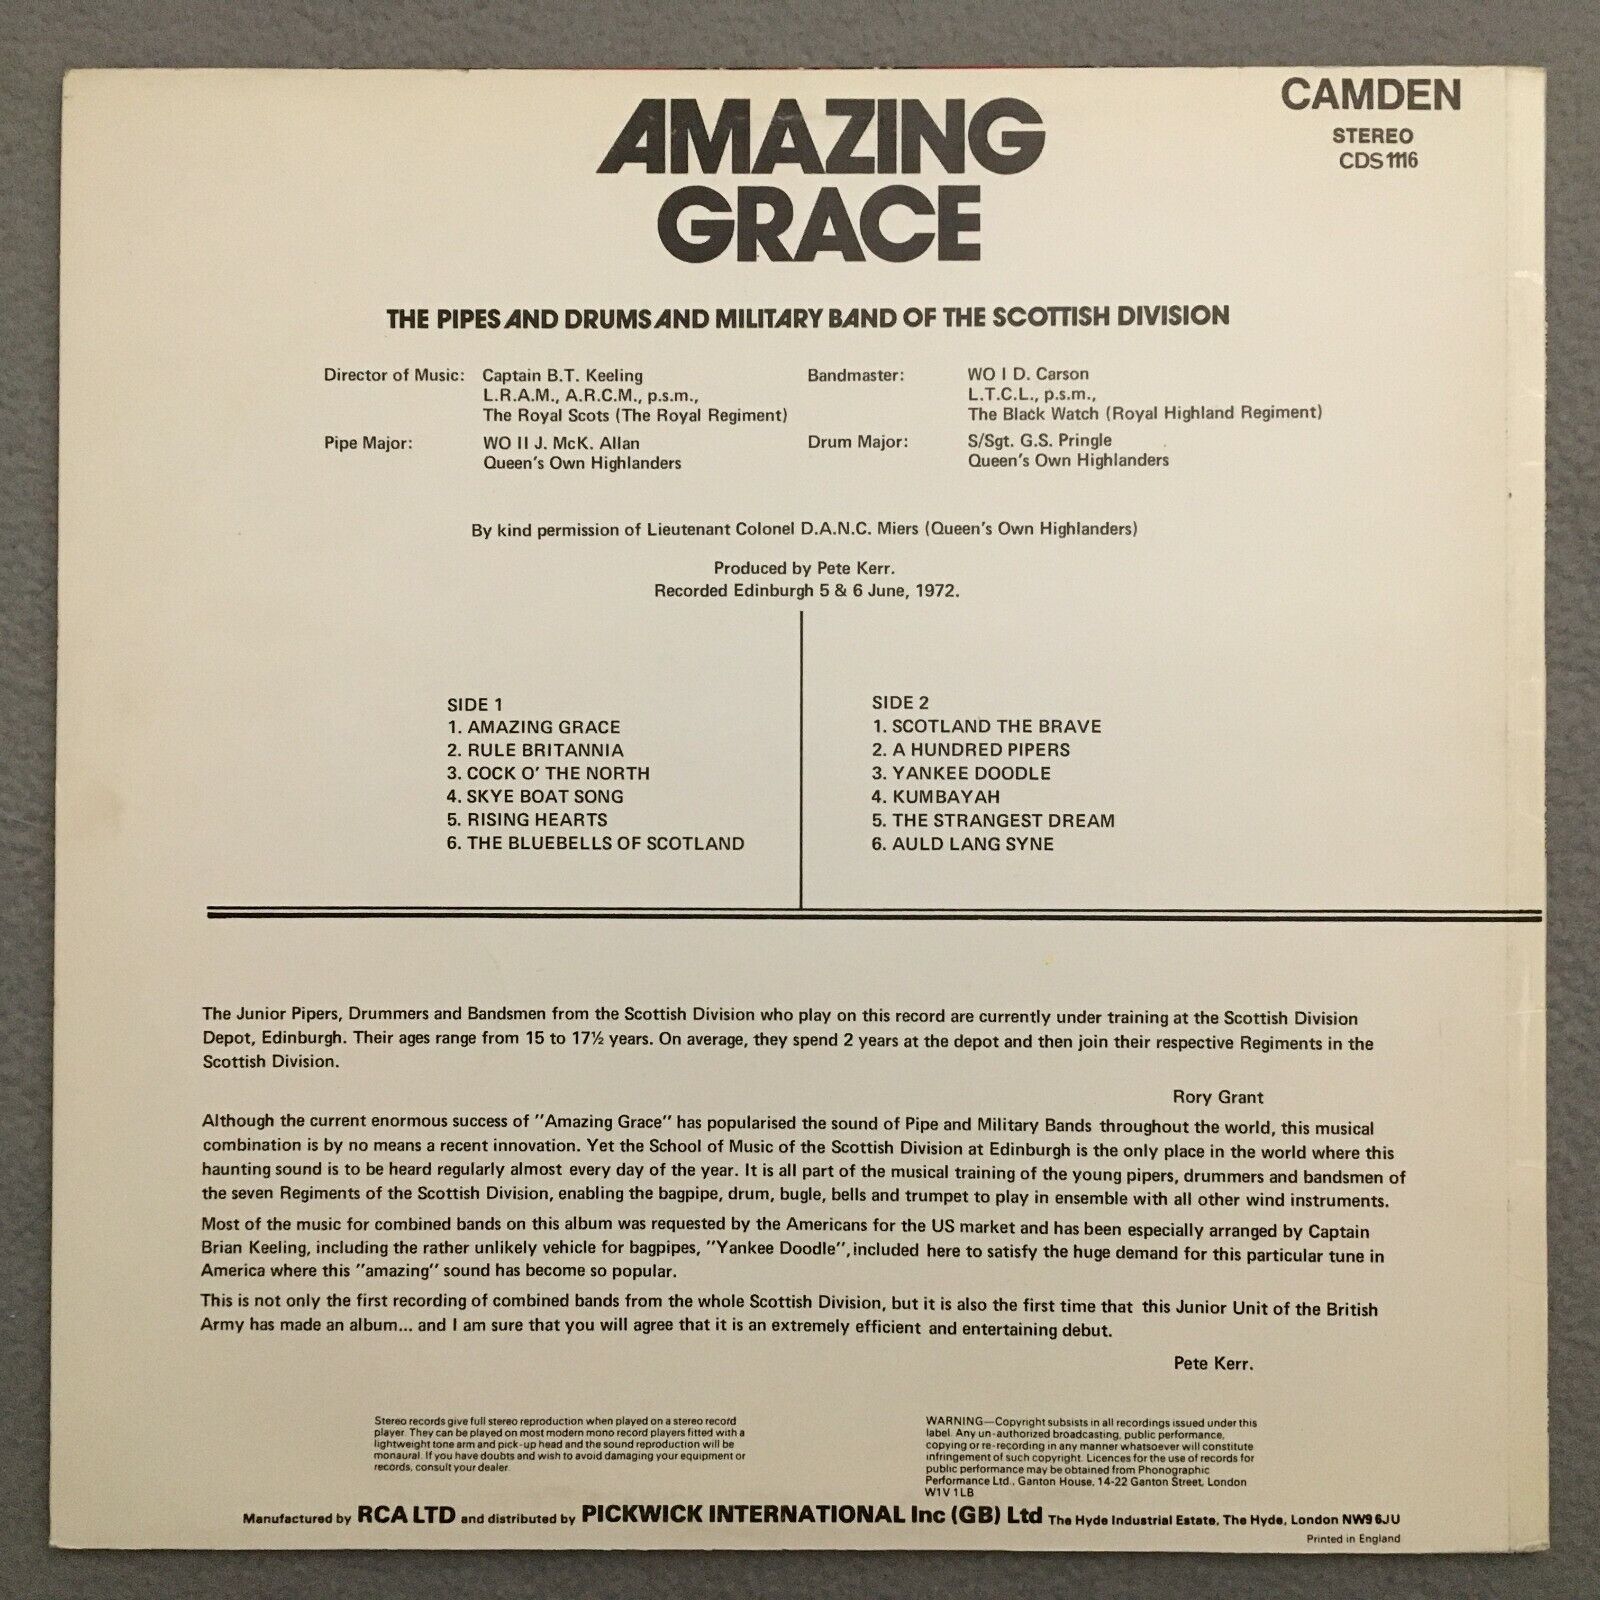 CAMDEN
STEREO
CDS 1116
AMAZING
GRACE
THE PIPES AND DRUMS AND MILITARY BAND OF THE SCOTTISH DIVISION
Director of Music: Captain B.T. Keeling
L.R.A.M., A.R.C.M., p.s.m.,
The Royal Scots (The Royal Regiment)
Pipe Major: WO II J. McK. Allan
Queen's Own Highlanders
Bandmaster: WO I D. Carson
L.T.C.L., p.s.m.,
The Black Watch (Royal Highland Regiment)
Drum Major: S/Sgt. G.S. Pringle
Queen's Own Highlanders
By kind permission of Lieutenant Colonel D.A.N.C. Miers (Queen's Own Highlanders)
Produced by Pete Kerr.
Recorded Edinburgh 5 & 6 June, 1972.
SIDE 1
1. AMAZING GRACE
2. RULE BRITANNIA
3. COCK O' THE NORTH
4. SKYE BOAT SONG
5. RISING HEARTS
6. THE BLUEBELLS OF SCOTLAND
SIDE 2
1. SCOTLAND THE BRAVE
2. A HUNDRED PIPERS
3. YANKEE DOODLE
4. KUMBAYAH
5. THE STRANGEST DREAM
6. AULD LANG SYNE
The Junior Pipers, Drummers and Bandsmen from the Scottish Division who play on this record are currently under training at the Scottish Division
Depot, Edinburgh. Their ages range from 15 to 17½ years. On average, they spend 2 years at the depot and then join their respective Regiments in the
Scottish Division.
Rory Grant
Although the current enormous success of "Amazing Grace" has popularised the sound of Pipe and Military Bands throughout the world, this musical
combination is by no means a recent innovation. Yet the School of Music of the Scottish Division at Edinburgh is the only place in the world where this
haunting sound is to be heard regularly almost every day of the year. It is all part of the musical training of the young pipers, drummers and bandsmen of
the seven Regiments of the Scottish Division, enabling the bagpipe, drum, bugle, bells and trumpet to play in ensemble with all other wind instruments.
Most of the music for combined bands on this album was requested by the Americans for the US market and has been especially arranged by Captain
Brian Keeling, including the rather unlikely vehicle for bagpipes, "Yankee Doodle", included here to satisfy the huge demand for this particular tune in
America where this "amazing" sound has become so popular.
This is not only the first recording of combined bands from the whole Scottish Division, but it is also the first time that this Junior Unit of the British
Army has made an album... and I am sure that you will agree that it is an extremely efficient and entertaining debut.
Pete Kerr.
Stereo records give full stereo reproduction when played on a stereo record
player. They can be played on most modern mono record players fitted with a
lightweight tone arm and pick-up head and the sound reproduction will be
monaural. If you have doubts and wish to avoid damaging your equipment or
records, consult your dealer.
WARNING—Copyright subsists in all recordings issued under this
label. Any un-authorized broadcasting, public performance,
copying or re-recording in any manner whatsoever will constitute
infringement of such copyright. Licences for the use of records for
public performance may be obtained from Phonographic
Performance Ltd., Ganton House, 14-22 Ganton Street, London
W1V 1LB
Manufactured by RCA LTD and distributed by PICKWICK INTERNATIONAL Inc (GB) Ltd The Hyde Industrial Estate, The Hyde, London NW9 6JU
Printed in England